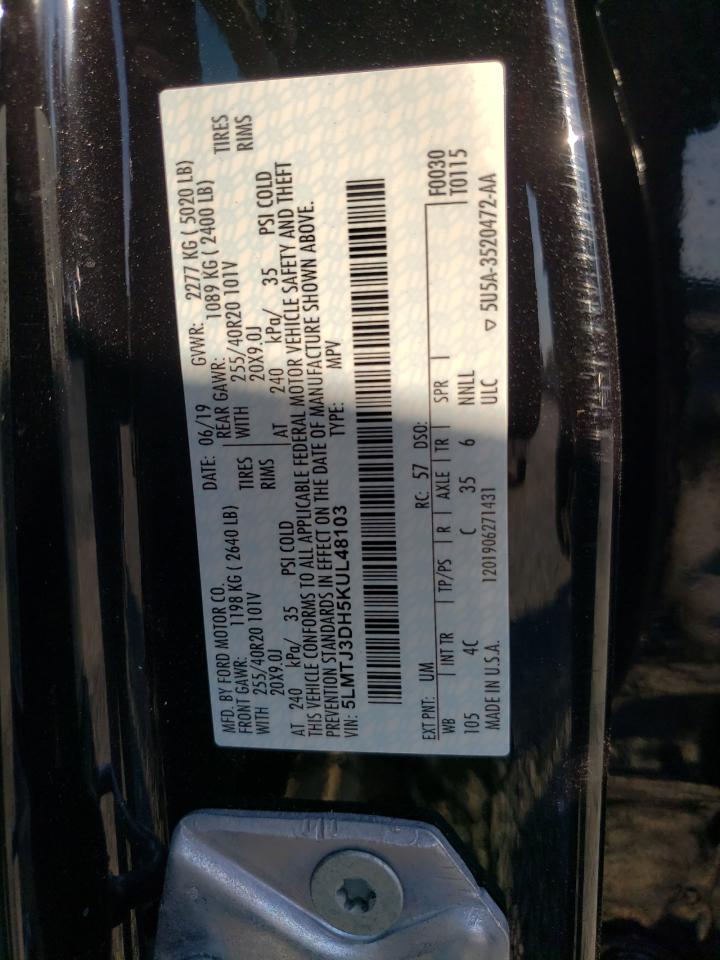 MFD. BY FORD MOTOR CO.
DATE: 06/19
GVWR: 2277 KG ( 5020 LB)
FRONT GAWR: 1198 KG ( 2640 LB)
REAR GAWR: 1089 KG ( 2400 LB)
WITH 255/40R20 101V TIRES
WITH 255/40R20 101V TIRES
20X9.0J RIMS
20X9.0J RIMS
AT 240 kPa/ 35 PSI COLD
AT 240 kPa/ 35 PSI COLD
THIS VEHICLE CONFORMS TO ALL APPLICABLE FEDERAL MOTOR VEHICLE SAFETY AND THEFT
PREVENTION STANDARDS IN EFFECT ON THE DATE OF MANUFACTURE SHOWN ABOVE.
VIN: 5LMTJ3DH5KUL48103
TYPE: MPV
F0030
T0115
EXT PNT: UM RC: 57 DSO:
WB INT TR TP/PS R AXLE TR SPR
105 4C C 35 6 NNLL
MADE IN U.S.A. 1201906271431 ULC
▽ 5U5A-3520472-AA